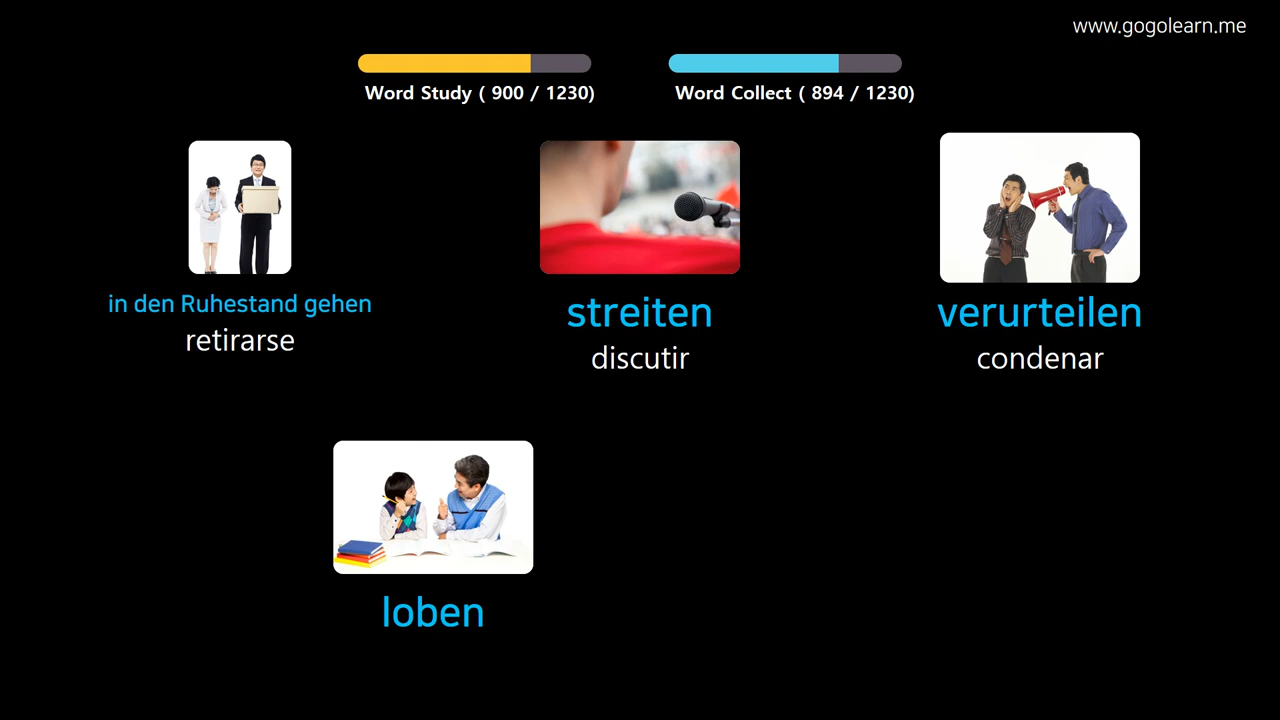 www.gogolearn.me
Word Study ( 900 / 1230)
Word Collect ( 894 / 1230)
in den Ruhestand gehen
retirarse
streiten
discutir
verurteilen
condenar
loben